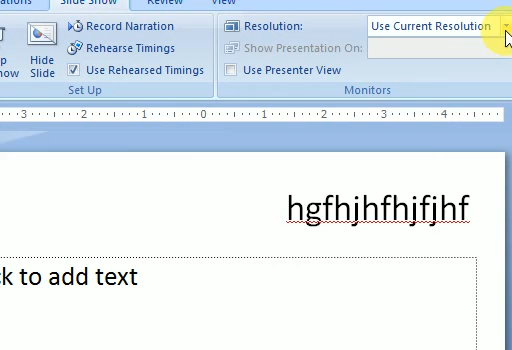 Slide Show Review View
Record Narration Resolution: Use Current Resolution
Hide Slide Rehearse Timings Show Presentation On:
Use Rehearsed Timings Use Presenter View
Set Up Monitors
3 2 1 0 1 2 3 4
hgfhjhfhjfjhf
to add text